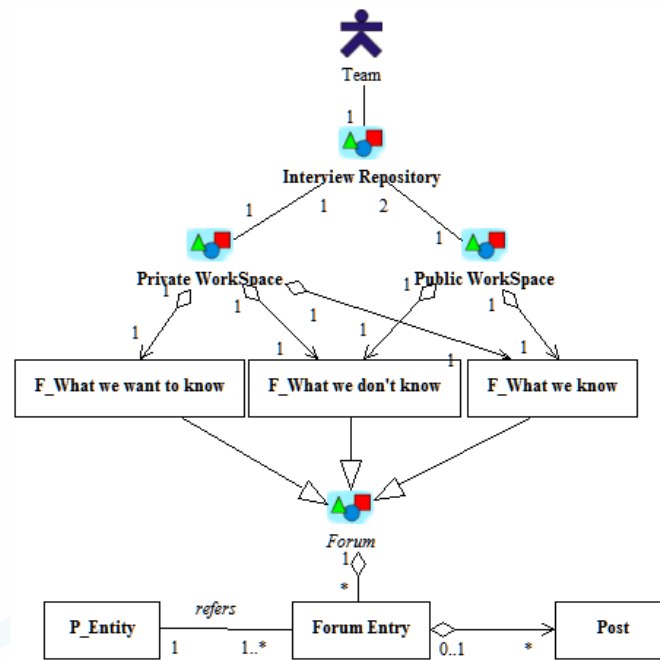 Team
1
Interview Repository
1 1 2 1
Private WorkSpace
Public WorkSpace
1 1 1 1 1
1 1 1 1 1
F_What we want to know
F_What we don't know
F_What we know
Forum
1
*
refers
P_Entity
Forum Entry
Post
1 1..* 0..1 *